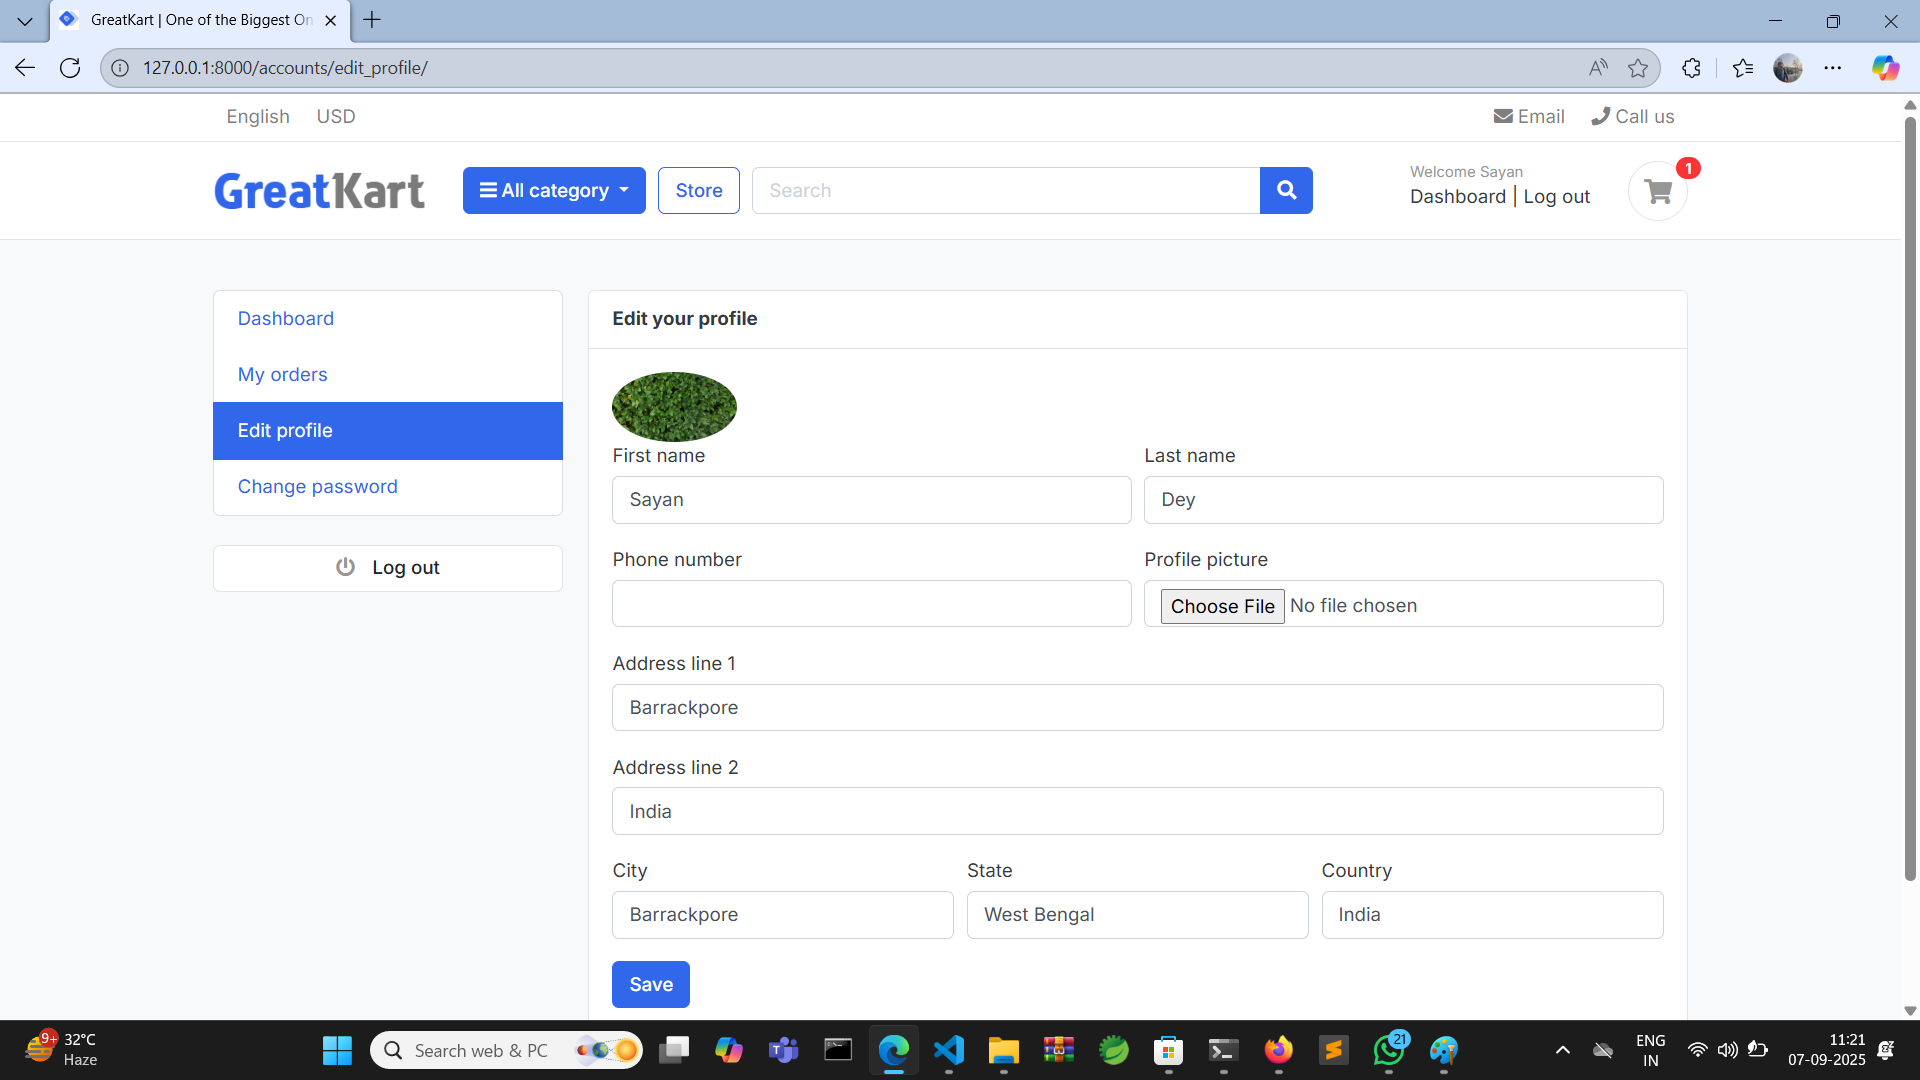 GreatKart | One of the Biggest On
127.0.0.1:8000/accounts/edit_profile/
English USD
Email Call us
GreatKart
All category
Store
Search
Welcome Sayan
Dashboard | Log out
1
Dashboard
My orders
Edit profile
Change password
Log out
Edit your profile
First name
Sayan
Last name
Dey
Phone number
Profile picture
Choose File No file chosen
Address line 1
Barrackpore
Address line 2
India
City
Barrackpore
State
West Bengal
Country
India
Save
9+
32°C
Haze
Search web & PC
21
ENG
IN
11:21
07-09-2025